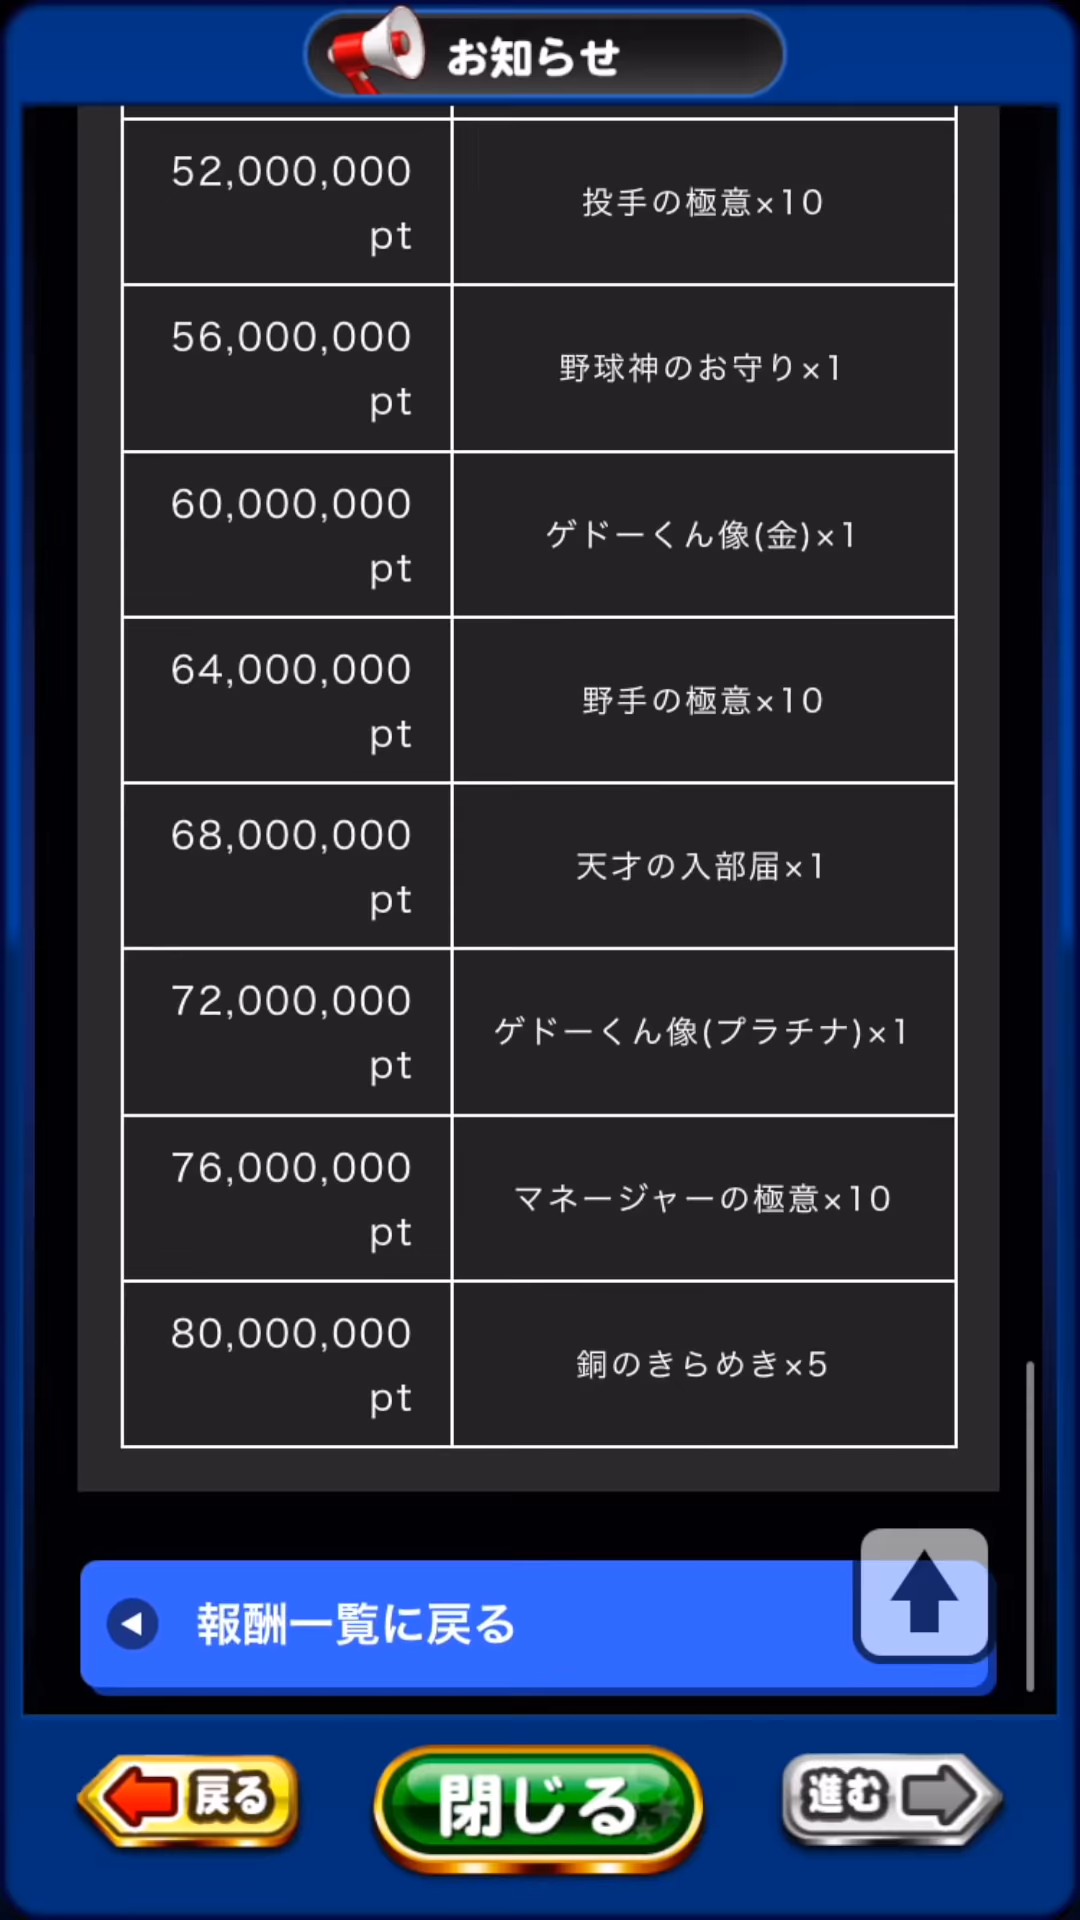 お知らせ
52,000,000
pt
投手の極意×10
56,000,000
pt
野球神のお守り×1
60,000,000
pt
ゲドーくん像(金)×1
64,000,000
pt
野手の極意×10
68,000,000
pt
天才の入部届×1
72,000,000
pt
ゲドーくん像(プラチナ)×1
76,000,000
pt
マネージャーの極意×10
80,000,000
pt
銅のきらめき×5
報酬一覧に戻る
戻る
閉じる
進む